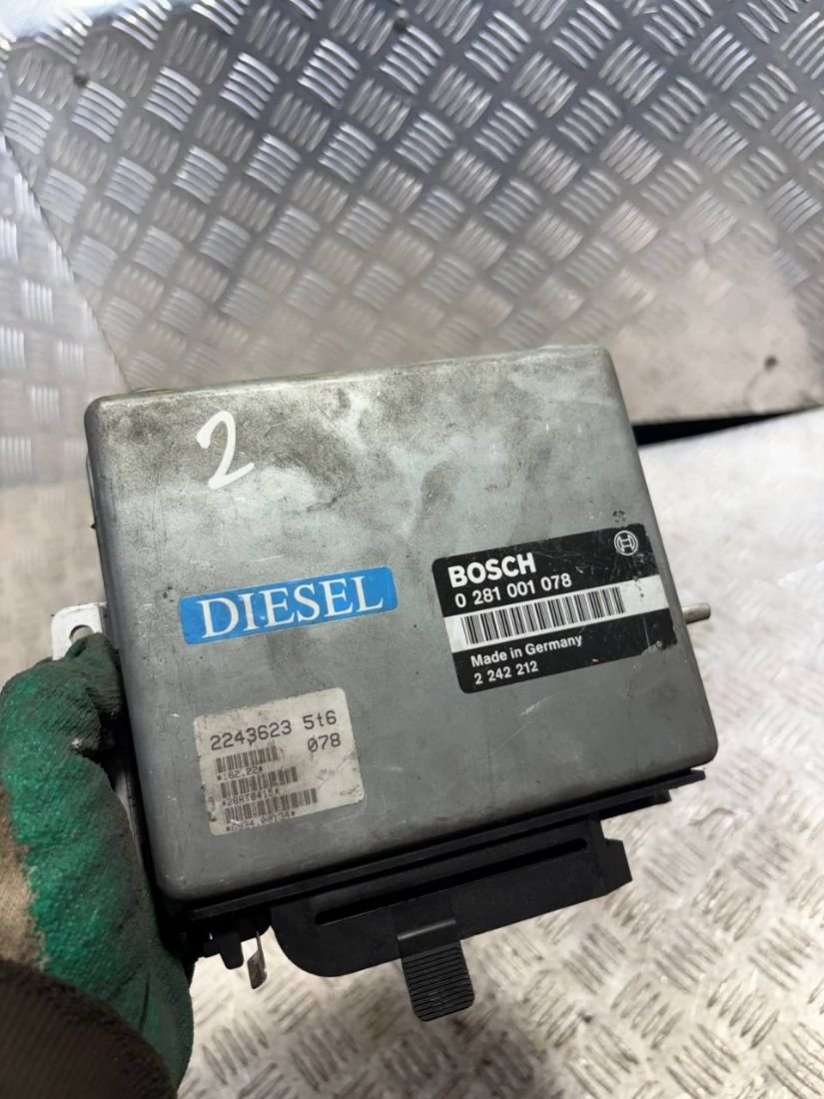 2
DIESEL
BOSCH
0 281 001 078
Made in Germany
2 242 212
2243623 5t6
078